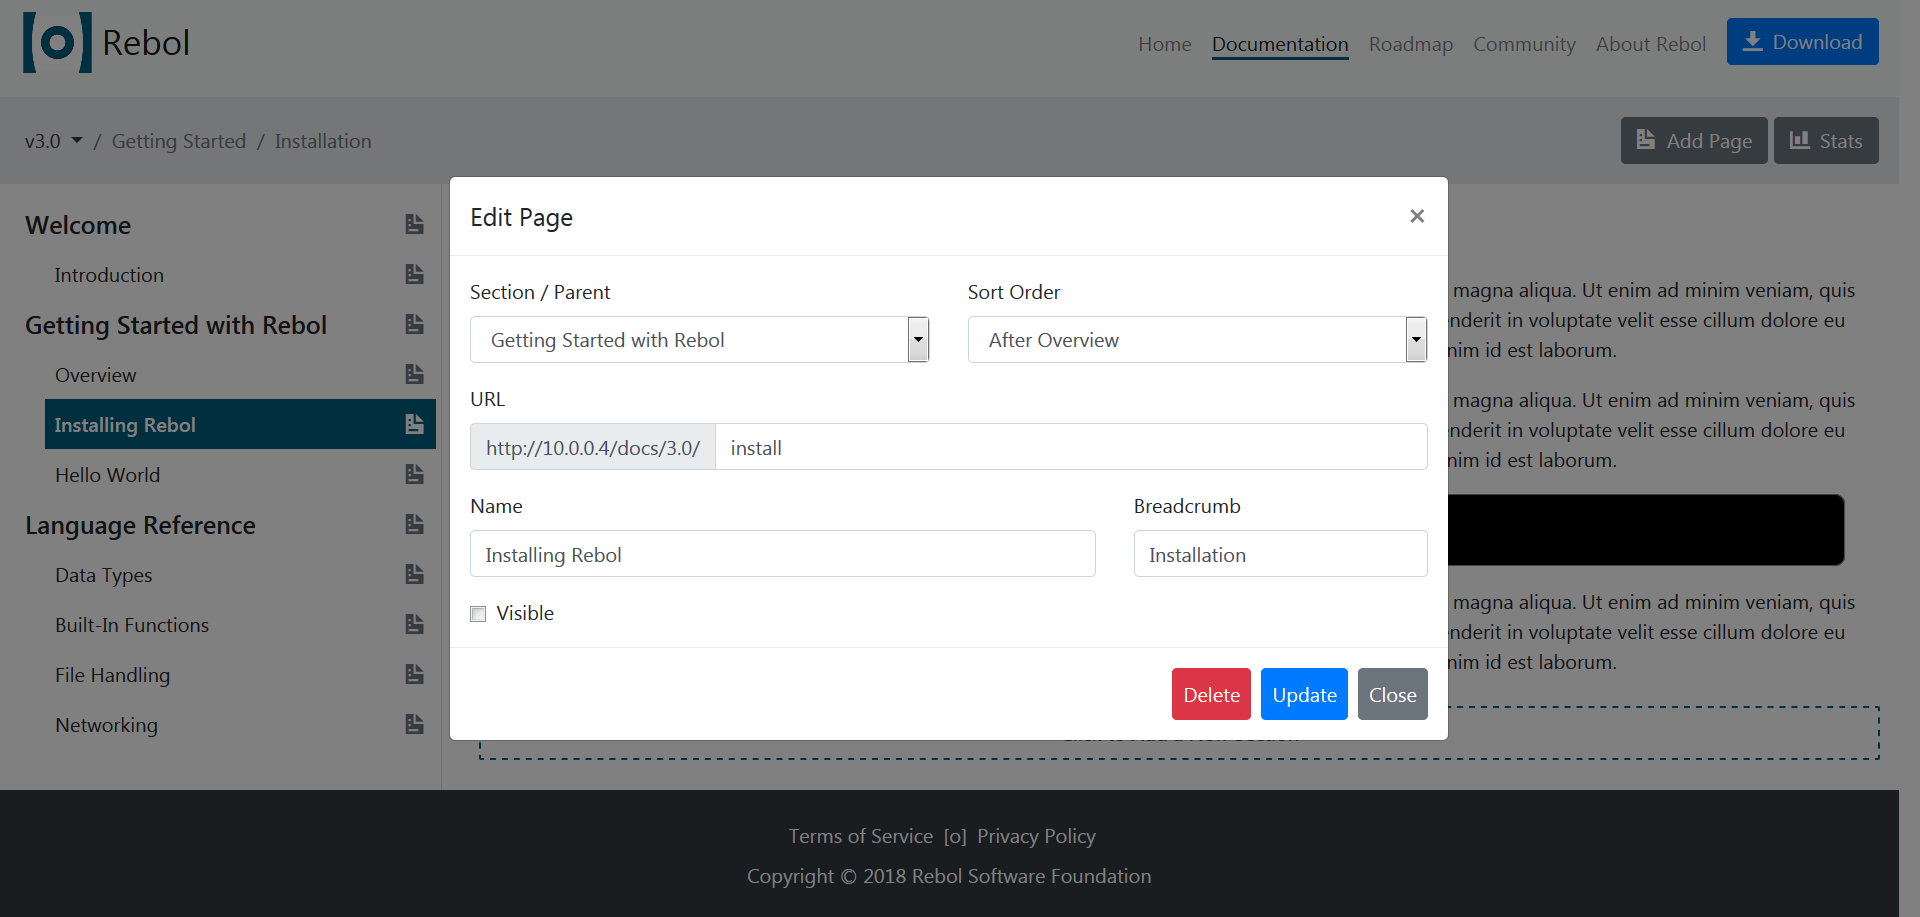 [o] Rebol
Home Documentation Roadmap Community About Rebol Download
v3.0 / Getting Started / Installation
Add Page Stats
Welcome
Introduction
Getting Started with Rebol
Overview
Installing Rebol
Hello World
Language Reference
Data Types
Built-In Functions
File Handling
Networking
Edit Page ×
Section / Parent
Getting Started with Rebol
Sort Order
After Overview
URL
http://10.0.0.4/docs/3.0/ install
Name
Installing Rebol
Breadcrumb
Installation
Visible
Delete Update Close
magna aliqua. Ut enim ad minim veniam, quis
nderit in voluptate velit esse cillum dolore eu
nim id est laborum.
magna aliqua. Ut enim ad minim veniam, quis
nderit in voluptate velit esse cillum dolore eu
nim id est laborum.
magna aliqua. Ut enim ad minim veniam, quis
nderit in voluptate velit esse cillum dolore eu
nim id est laborum.
Terms of Service [o] Privacy Policy
Copyright © 2018 Rebol Software Foundation